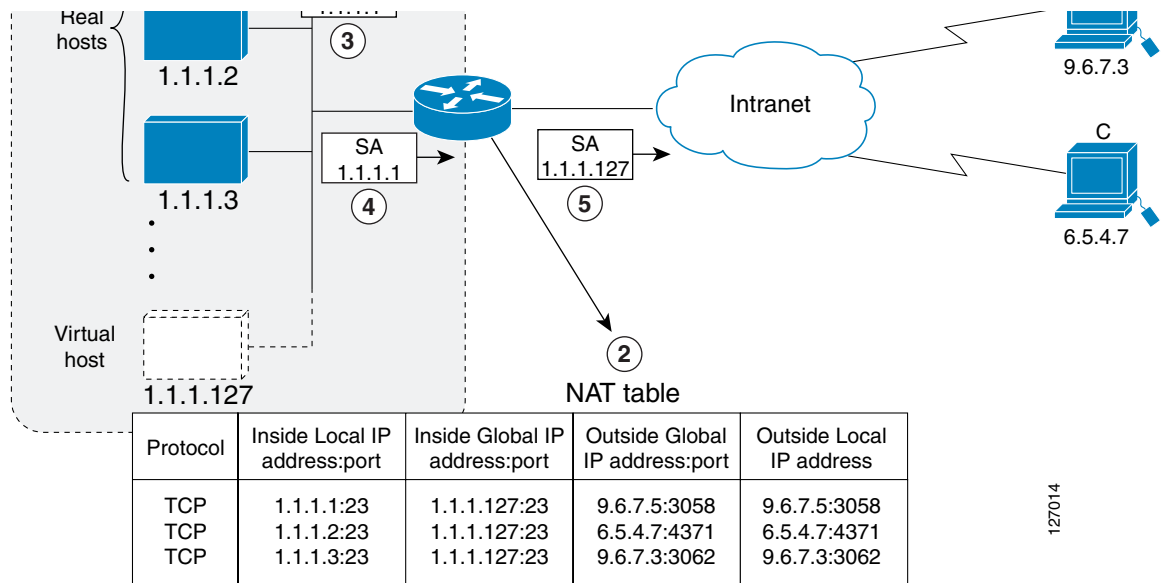 Real
hosts
3
1.1.1.2
9.6.7.3
Intranet
C
SA
1.1.1.1
SA
1.1.1.127
4
5
1.1.1.3
6.5.4.7
Virtual
host
2
1.1.1.127
NAT table
Protocol
Inside Local IP
address:port
Inside Global IP
address:port
Outside Global
IP address:port
Outside Local
IP address
TCP 1.1.1.1:23 1.1.1.127:23 9.6.7.5:3058 9.6.7.5:3058
TCP 1.1.1.2:23 1.1.1.127:23 6.5.4.7:4371 6.5.4.7:4371
TCP 1.1.1.3:23 1.1.1.127:23 9.6.7.3:3062 9.6.7.3:3062
127014